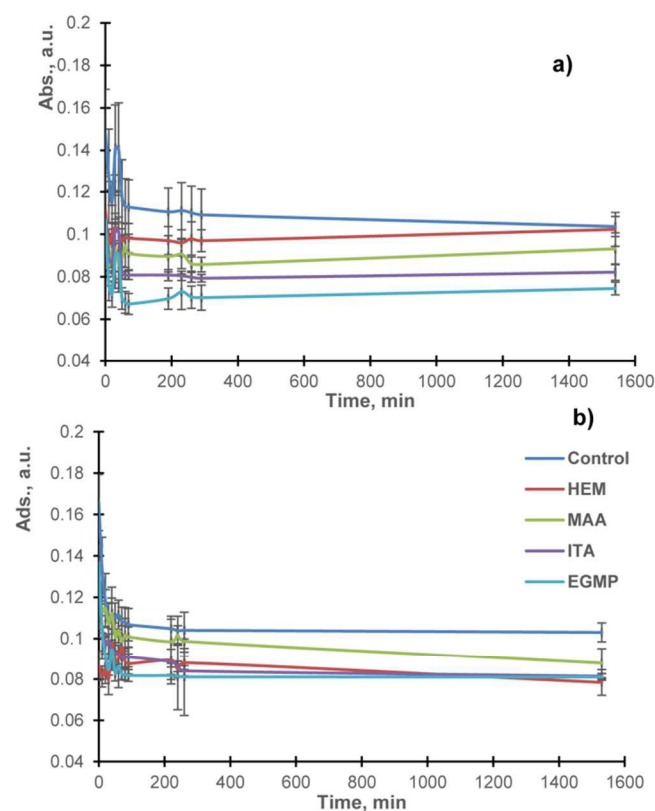 0.2
a)
0.18
0.16
0.14
0.12
0.1
0.08
0.06
0.04
Abs., a.u.
0 200 400 600 800 1000 1200 1400 1600
Time, min
0.2
b)
0.18
0.16
0.14
0.12
0.1
0.08
0.06
0.04
Ads., a.u.
Control
HEM
MAA
ITA
EGMP
0 200 400 600 800 1000 1200 1400 1600
Time, min